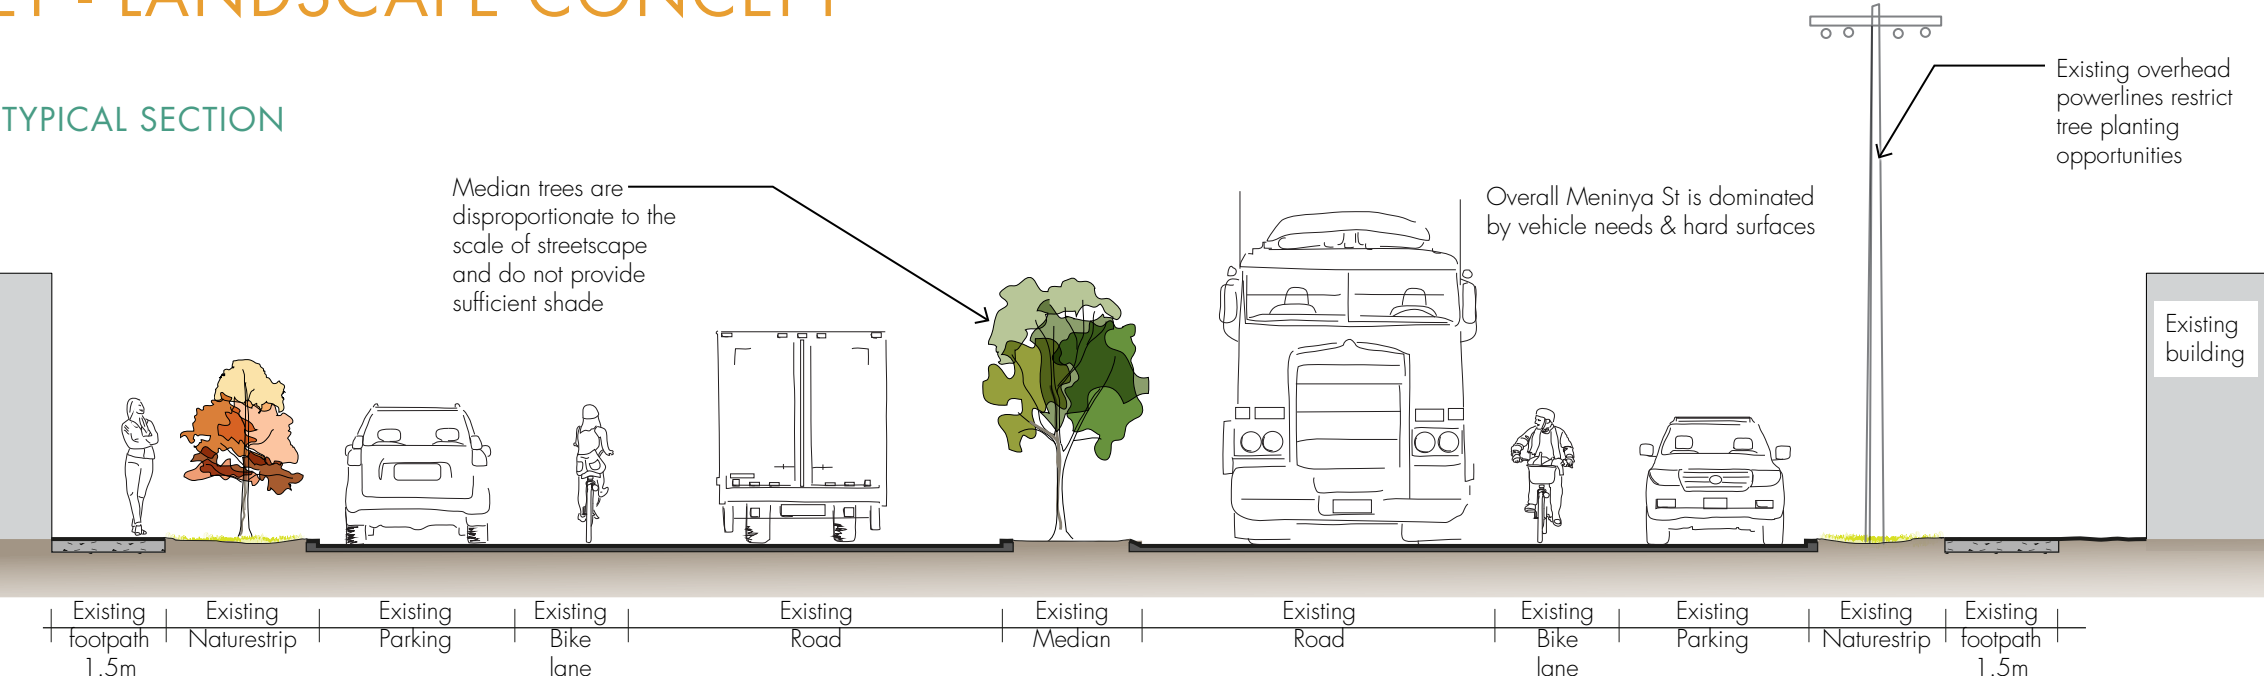 - LANDSCAPE CONCEPT
TYPICAL SECTION
Existing overhead
powerlines restrict
tree planting
opportunities
Median trees are
disproportionate to the
scale of streetscape
and do not provide
sufficient shade
Overall Meninya St is dominated
by vehicle needs & hard surfaces
Existing
building
Existing
footpath
1.5m
Existing
Naturestrip
Existing
Parking
Existing
Bike
lane
Existing
Road
Existing
Median
Existing
Road
Existing
Bike
lane
Existing
Parking
Existing
Naturestrip
Existing
footpath
1.5m